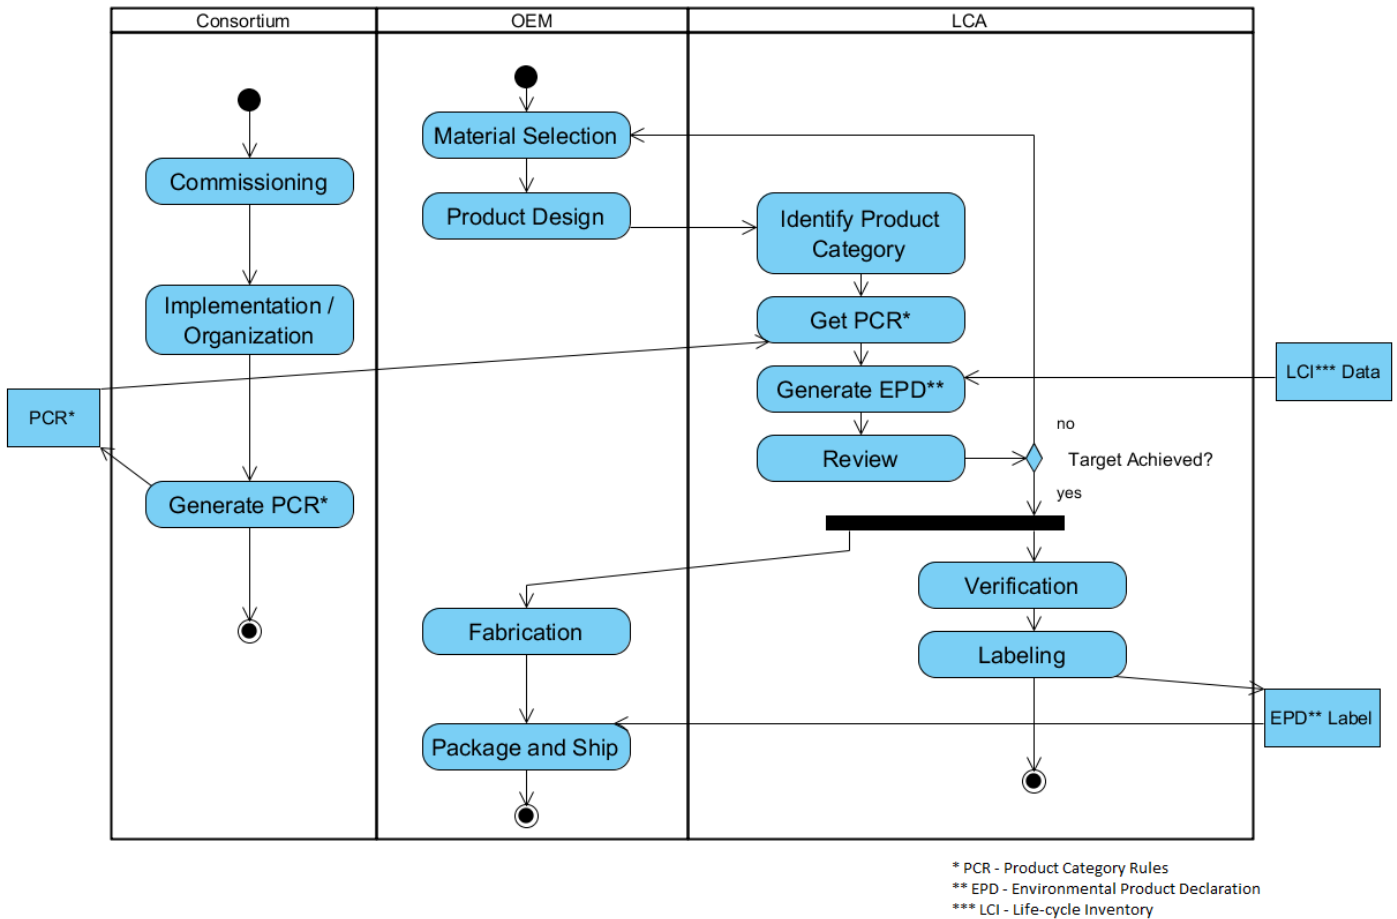 Consortium
OEM
LCA
Material Selection
Commissioning
Product Design
Identify Product
Category
Implementation /
Organization
Get PCR*
LCI*** Data
Generate EPD**
PCR*
no
Review
Target Achieved?
yes
Generate PCR*
Verification
Fabrication
Labeling
EPD** Label
Package and Ship
* PCR - Product Category Rules
** EPD - Environmental Product Declaration
*** LCI - Life-cycle Inventory